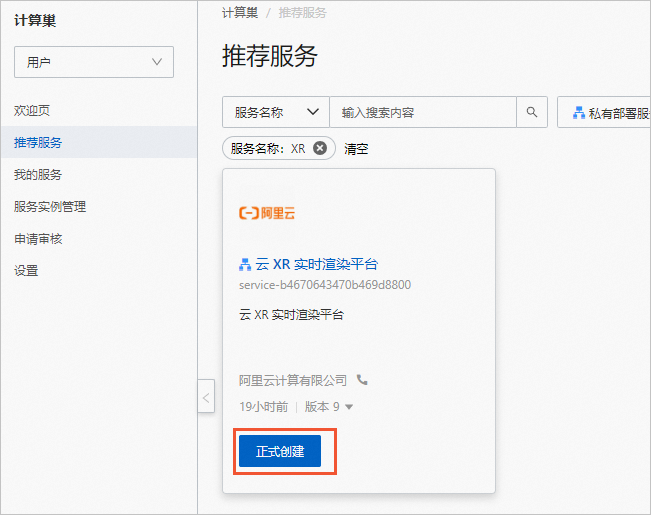 计算巢
用户
欢迎页
推荐服务
我的服务
服务实例管理
申请审核
设置
计算巢 / 推荐服务
推荐服务
服务名称 输入搜索内容 私有部署服
服务名称: XR 清空
阿里云
云 XR 实时渲染平台
service-b4670643470b469d8800
云 XR 实时渲染平台
阿里云计算有限公司
19小时前 | 版本 9
正式创建